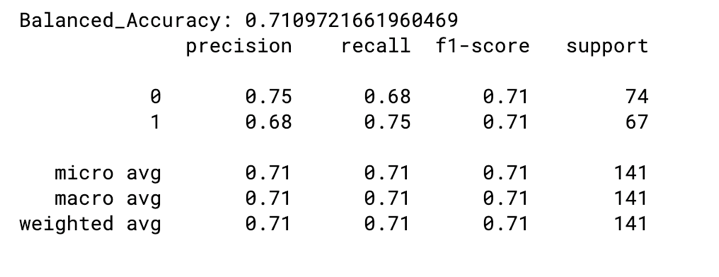 Balanced_Accuracy: 0.7109721661960469
precision recall f1-score support
0 0.75 0.68 0.71 74
1 0.68 0.75 0.71 67
micro avg 0.71 0.71 0.71 141
macro avg 0.71 0.71 0.71 141
weighted avg 0.71 0.71 0.71 141